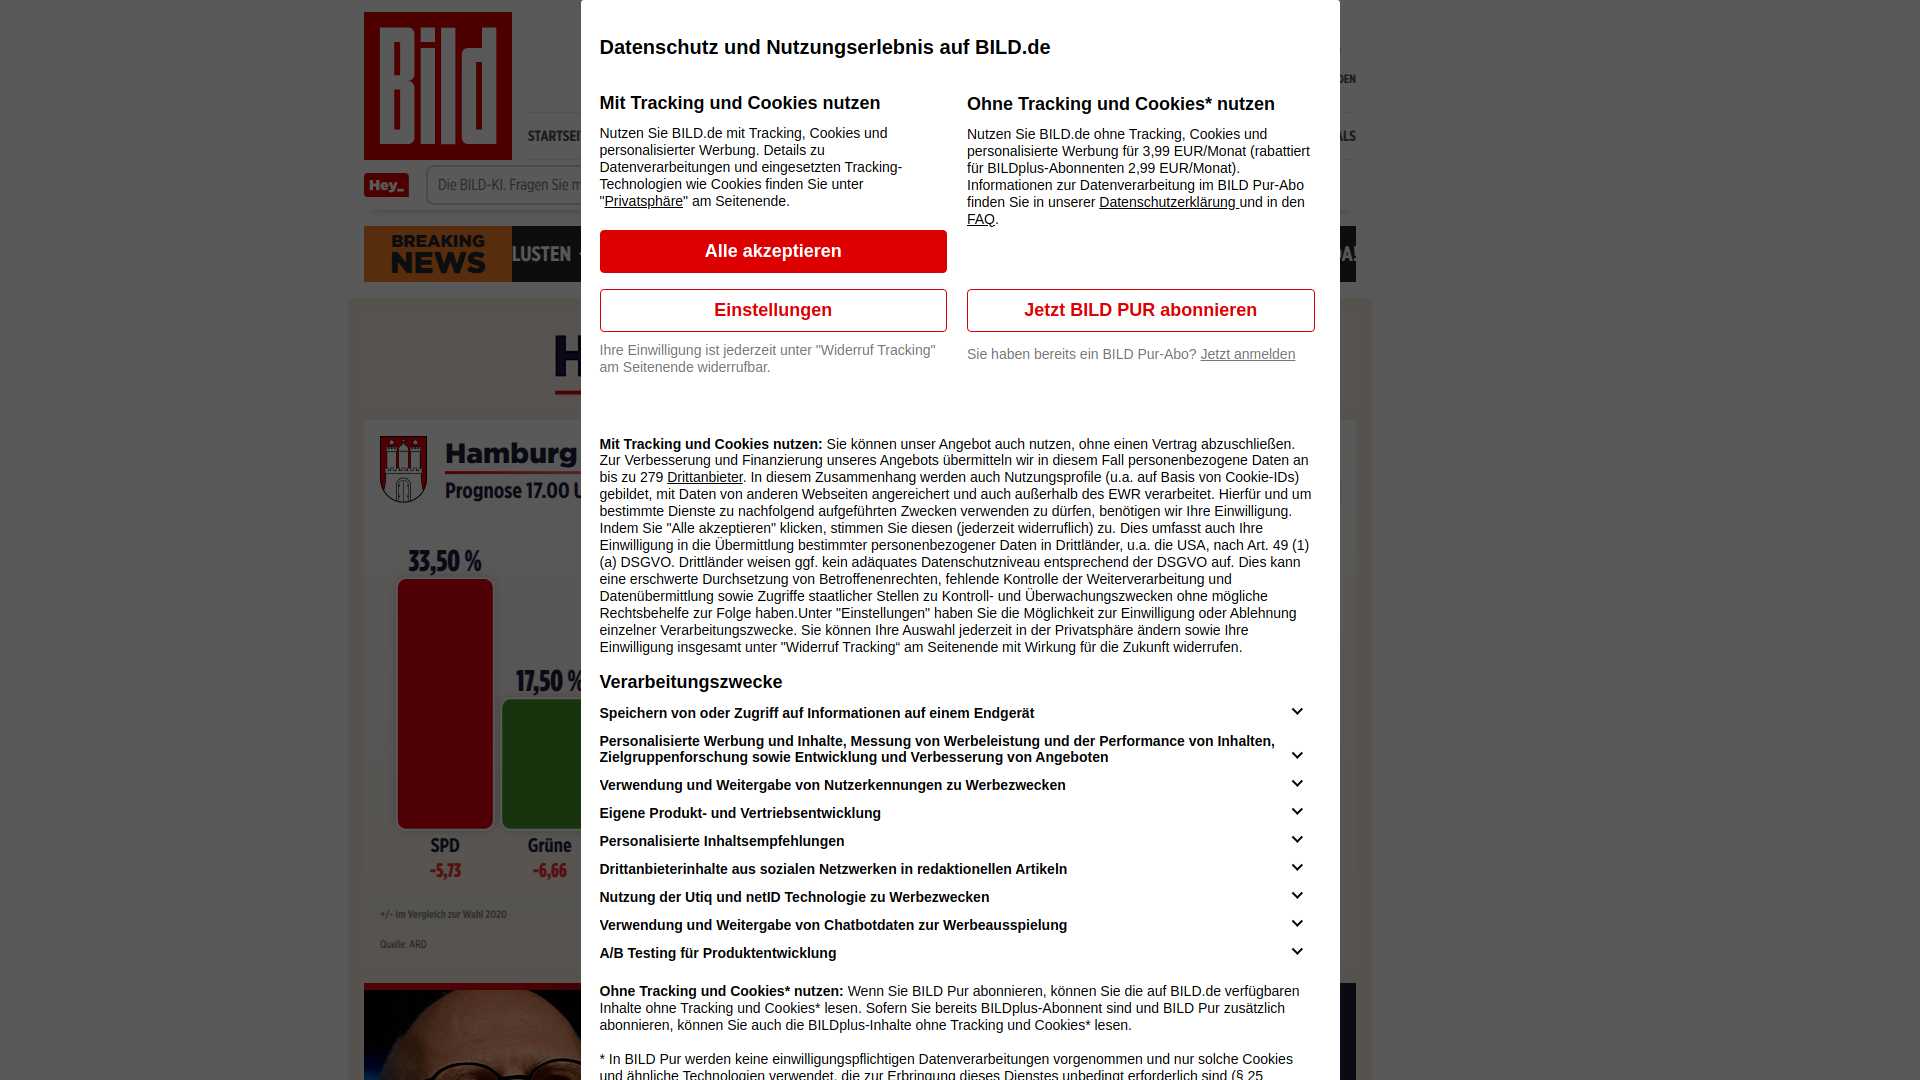 Datenschutz und Nutzungserlebnis auf BILD.de
Mit Tracking und Cookies nutzen
Nutzen Sie BILD.de mit Tracking, Cookies und
personalisierter Werbung. Details zu
Datenverarbeitungen und eingesetzten Tracking-
Technologien wie Cookies finden Sie unter
"Privatsphäre" am Seitenende.
Alle akzeptieren
Einstellungen
Ihre Einwilligung ist jederzeit unter "Widerruf Tracking"
am Seitenende widerrufbar.
Ohne Tracking und Cookies* nutzen
Nutzen Sie BILD.de ohne Tracking, Cookies und
personalisierte Werbung für 3,99 EUR/Monat (rabattiert
für BILDplus-Abonnenten 2,99 EUR/Monat).
Informationen zur Datenverarbeitung im BILD Pur-Abo
finden Sie in unserer Datenschutzerklärung und in den
FAQ.
Jetzt BILD PUR abonnieren
Sie haben bereits ein BILD Pur-Abo? Jetzt anmelden
Mit Tracking und Cookies nutzen: Sie können unser Angebot auch nutzen, ohne einen Vertrag abzuschließen.
Zur Verbesserung und Finanzierung unseres Angebots übermitteln wir in diesem Fall personenbezogene Daten an
bis zu 279 Drittanbieter. In diesem Zusammenhang werden auch Nutzungsprofile (u.a. auf Basis von Cookie-IDs)
gebildet, mit Daten von anderen Webseiten angereichert und auch außerhalb des EWR verarbeitet. Hierfür und um
bestimmte Dienste zu nachfolgend aufgeführten Zwecken verwenden zu dürfen, benötigen wir Ihre Einwilligung.
Indem Sie "Alle akzeptieren" klicken, stimmen Sie diesen (jederzeit widerruflich) zu. Dies umfasst auch Ihre
Einwilligung in die Übermittlung bestimmter personenbezogener Daten in Drittländer, u.a. die USA, nach Art. 49 (1)
(a) DSGVO. Drittländer weisen ggf. kein adäquates Datenschutzniveau entsprechend der DSGVO auf. Dies kann
eine erschwerte Durchsetzung von Betroffenenrechten, fehlende Kontrolle der Weiterverarbeitung und
Datenübermittlung sowie Zugriffe staatlicher Stellen zu Kontroll- und Überwachungszwecken ohne mögliche
Rechtsbehelfe zur Folge haben.Unter "Einstellungen" haben Sie die Möglichkeit zur Einwilligung oder Ablehnung
einzelner Verarbeitungszwecke. Sie können Ihre Auswahl jederzeit in der Privatsphäre ändern sowie Ihre
Einwilligung insgesamt unter "Widerruf Tracking“ am Seitenende mit Wirkung für die Zukunft widerrufen.
Verarbeitungszwecke
Speichern von oder Zugriff auf Informationen auf einem Endgerät
Personalisierte Werbung und Inhalte, Messung von Werbeleistung und der Performance von Inhalten,
Zielgruppenforschung sowie Entwicklung und Verbesserung von Angeboten
Verwendung und Weitergabe von Nutzerkennungen zu Werbezwecken
Eigene Produkt- und Vertriebsentwicklung
Personalisierte Inhaltsempfehlungen
Drittanbieterinhalte aus sozialen Netzwerken in redaktionellen Artikeln
Nutzung der Utiq und netID Technologie zu Werbezwecken
Verwendung und Weitergabe von Chatbotdaten zur Werbeausspielung
A/B Testing für Produktentwicklung
Ohne Tracking und Cookies* nutzen: Wenn Sie BILD Pur abonnieren, können Sie die auf BILD.de verfügbaren
Inhalte ohne Tracking und Cookies* lesen. Sofern Sie bereits BILDplus-Abonnent sind und BILD Pur zusätzlich
abonnieren, können Sie auch die BILDplus-Inhalte ohne Tracking und Cookies* lesen.
* In BILD Pur werden keine einwilligungspflichtigen Datenverarbeitungen vorgenommen und nur solche Cookies
und ähnliche Technologien verwendet, die zur Erbringung dieses Dienstes unbedingt erforderlich sind (§ 25
Bild
DEN
STARTSEI
ALS
Hey_
Die BILD-KI. Fragen Sie m
BREAKING
NEWS
LUSTEN
DA!
H
Hamburg
Prognose 17.00 U
33,50 %
17,50 %
SPD
Grüne
-5,73
-6,66
+/- im Vergleich zur Wahl 2020
Quelle: ARD